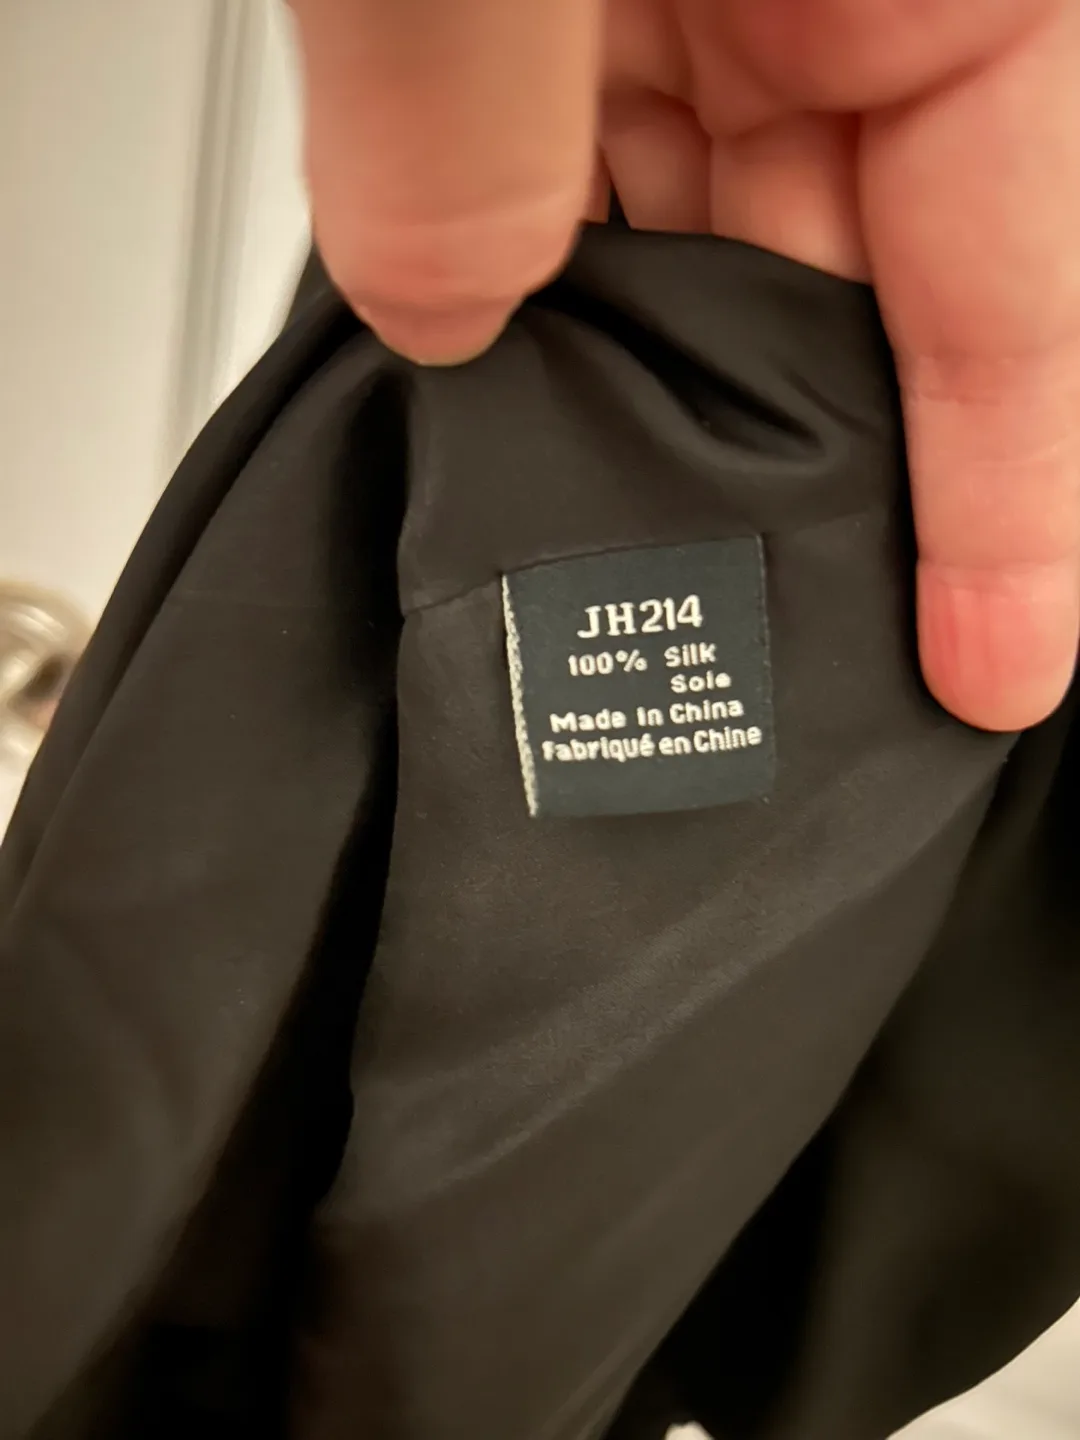 JH214
100% Silk
Soie
Made in China
Fabriqué en Chine